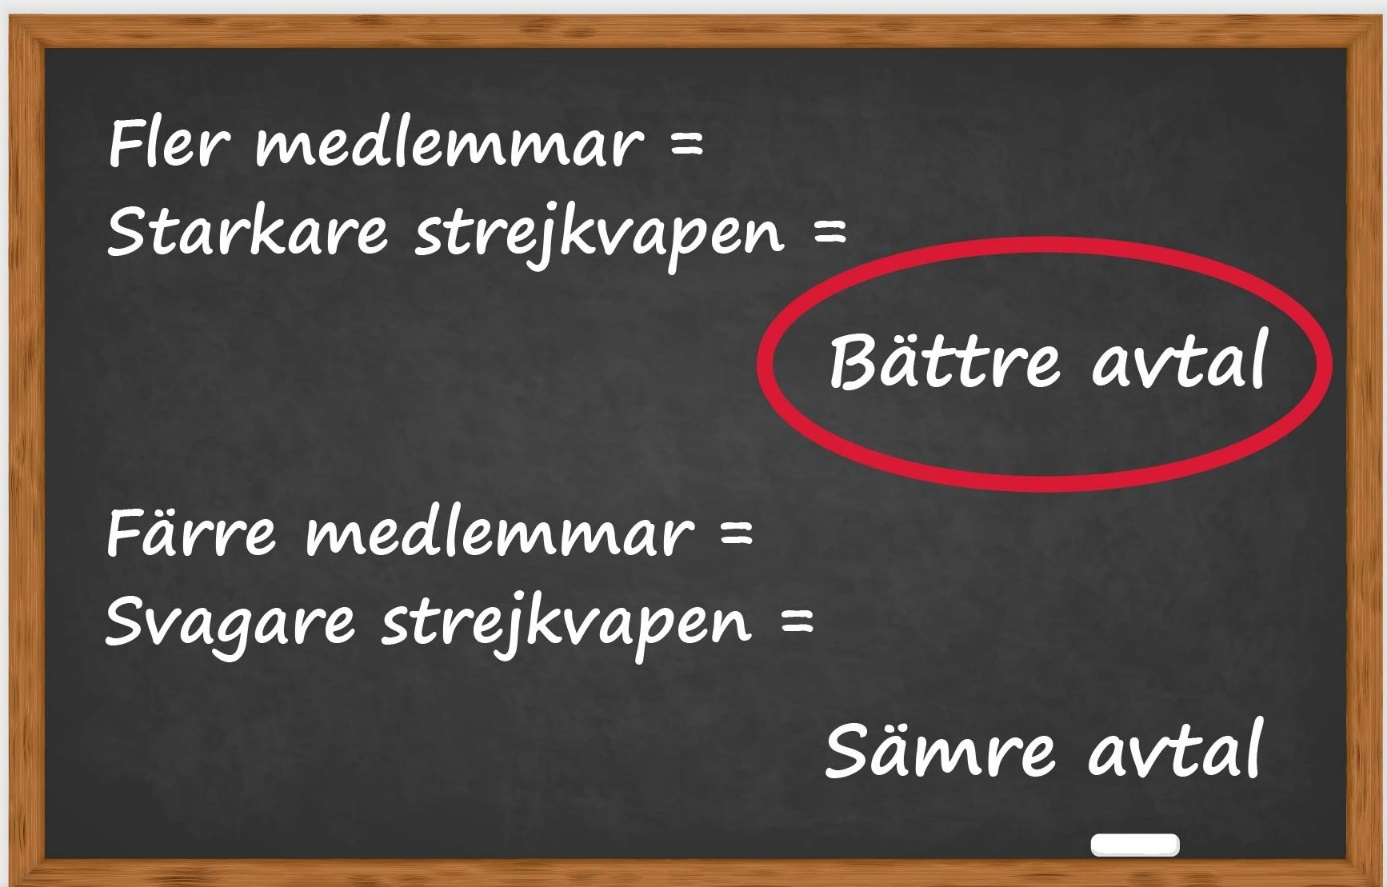 Fler medlemmar =
Starkare strejkvapen =
Bättre avtal
Färre medlemmar =
Svagare strejkvapen =
Sämre avtal